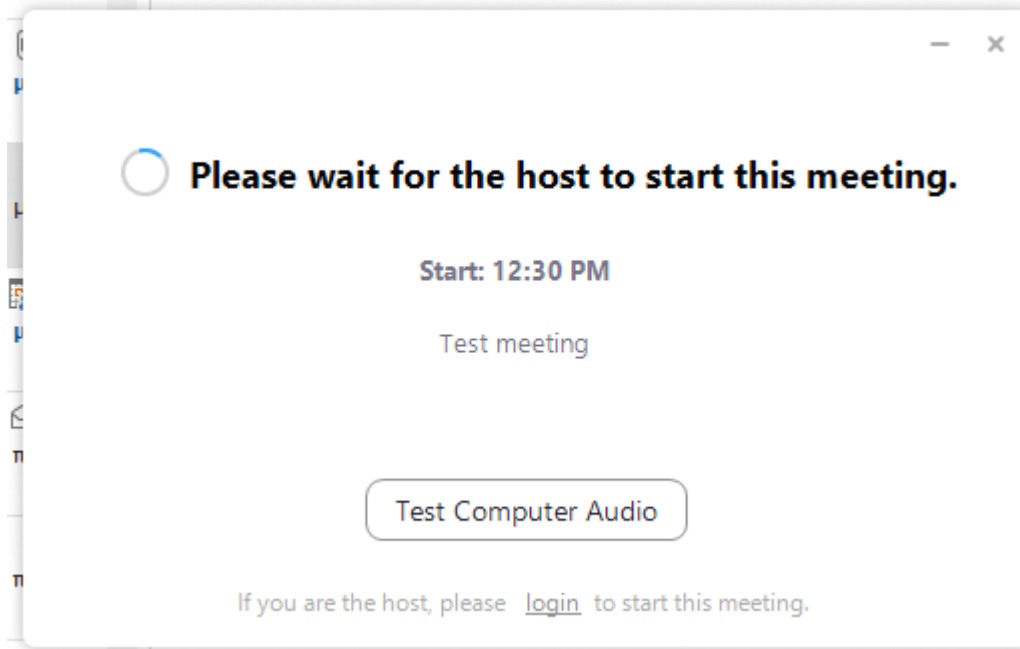 Please wait for the host to start this meeting.
Start: 12:30 PM
Test meeting
Test Computer Audio
If you are the host, please login to start this meeting.